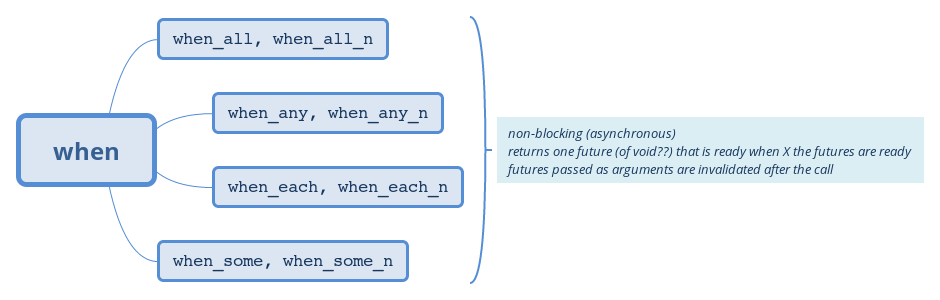 when
when_all, when_all_n
when_any, when_any_n
when_each, when_each_n
when_some, when_some_n
non-blocking (asynchronous)
returns one future (of void??) that is ready when X the futures are ready
futures passed as arguments are invalidated after the call